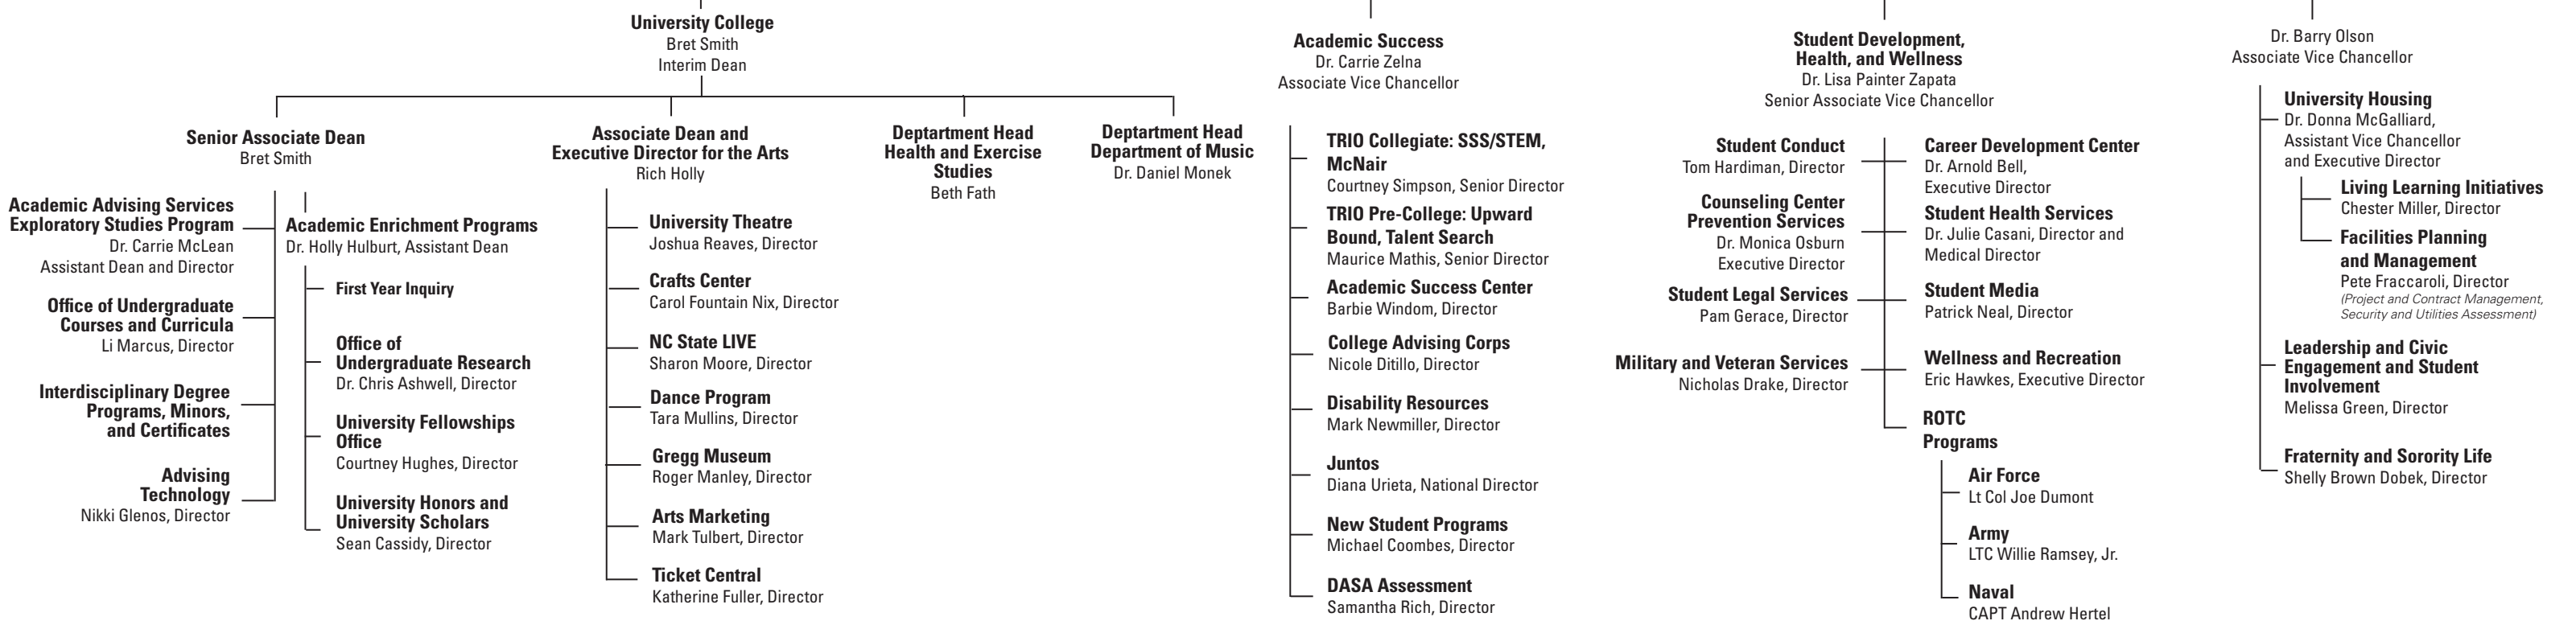 University College
Bret Smith
Interim Dean
Senior Associate Dean
Bret Smith
Academic Advising Services
Exploratory Studies Program
Dr. Carrie McLean
Assistant Dean and Director
Office of Undergraduate
Courses and Curricula
Li Marcus, Director
Interdisciplinary Degree
Programs, Minors,
and Certificates
Advising
Technology
Nikki Glenos, Director
Academic Enrichment Programs
Dr. Holly Hulburt, Assistant Dean
First Year Inquiry
Office of
Undergraduate Research
Dr. Chris Ashwell, Director
University Fellowships
Office
Courtney Hughes, Director
University Honors and
University Scholars
Sean Cassidy, Director
Associate Dean and
Executive Director for the Arts
Rich Holly
University Theatre
Joshua Reaves, Director
Crafts Center
Carol Fountain Nix, Director
NC State LIVE
Sharon Moore, Director
Dance Program
Tara Mullins, Director
Gregg Museum
Roger Manley, Director
Arts Marketing
Mark Tulbert, Director
Ticket Central
Katherine Fuller, Director
Deptartment Head
Health and Exercise
Studies
Beth Fath
Deptartment Head
Department of Music
Dr. Daniel Monek
Academic Success
Dr. Carrie Zelna
Associate Vice Chancellor
TRIO Collegiate: SSS/STEM,
McNair
Courtney Simpson, Senior Director
TRIO Pre-College: Upward
Bound, Talent Search
Maurice Mathis, Senior Director
Academic Success Center
Barbie Windom, Director
College Advising Corps
Nicole Ditillo, Director
Disability Resources
Mark Newmiller, Director
Juntos
Diana Urieta, National Director
New Student Programs
Michael Coombes, Director
DASA Assessment
Samantha Rich, Director
Student Development,
Health, and Wellness
Dr. Lisa Painter Zapata
Senior Associate Vice Chancellor
Student Conduct
Tom Hardiman, Director
Counseling Center
Prevention Services
Dr. Monica Osburn
Executive Director
Student Legal Services
Pam Gerace, Director
Military and Veteran Services
Nicholas Drake, Director
Career Development Center
Dr. Arnold Bell,
Executive Director
Student Health Services
Dr. Julie Casani, Director and
Medical Director
Student Media
Patrick Neal, Director
Wellness and Recreation
Eric Hawkes, Executive Director
ROTC
Programs
Air Force
Lt Col Joe Dumont
Army
LTC Willie Ramsey, Jr.
Naval
CAPT Andrew Hertel
Dr. Barry Olson
Associate Vice Chancellor
University Housing
Dr. Donna McGalliard,
Assistant Vice Chancellor
and Executive Director
Living Learning Initiatives
Chester Miller, Director
Facilities Planning
and Management
Pete Fraccaroli, Director
(Project and Contract Management,
Security and Utilities Assessment)
Leadership and Civic
Engagement and Student
Involvement
Melissa Green, Director
Fraternity and Sorority Life
Shelly Brown Dobek, Director